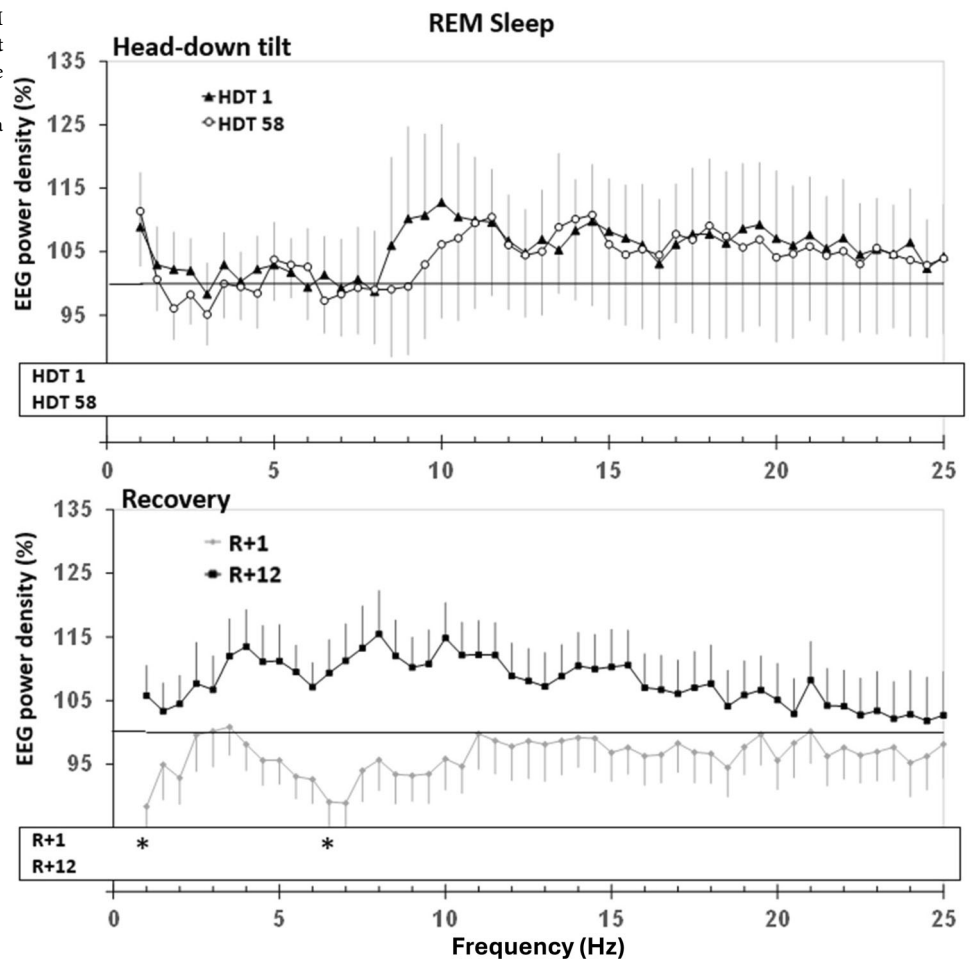 REM Sleep
Head-down tilt
EEG power density (%)
135
125
115
105
95
HDT 1
HDT 58
HDT 1
HDT 58
0 5 10 15 20 25
Recovery
EEG power density (%)
135
125
115
105
95
R+1
R+12
R+1 * *
R+12
0 5 10 15 20 25
Frequency (Hz)